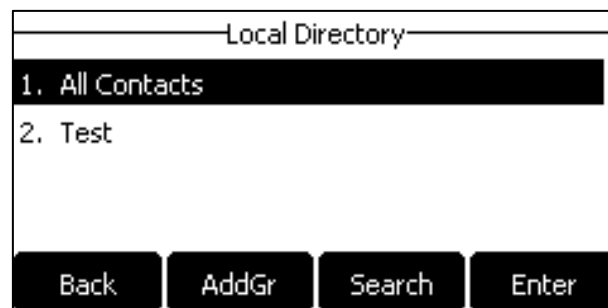 Local Directory
1. All Contacts
2. Test
Back AddGr Search Enter